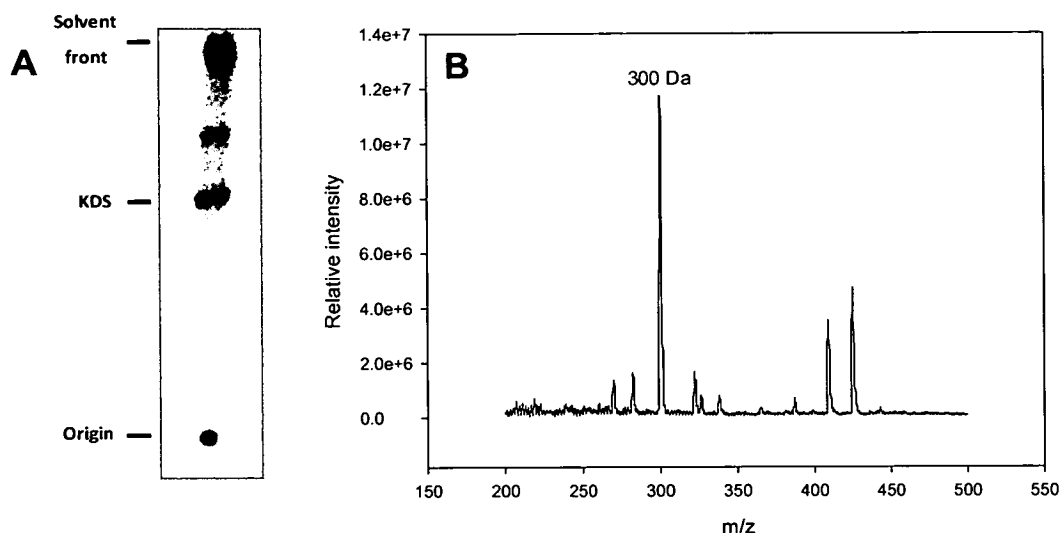 A
Solvent
front
KDS
Origin
B
300 Da
Relative intensity
1.4e+7
1.2e+7
1.0e+7
8.0e+6
6.0e+6
4.0e+6
2.0e+6
0.0
150 200 250 300 350 400 450 500 550
m/z